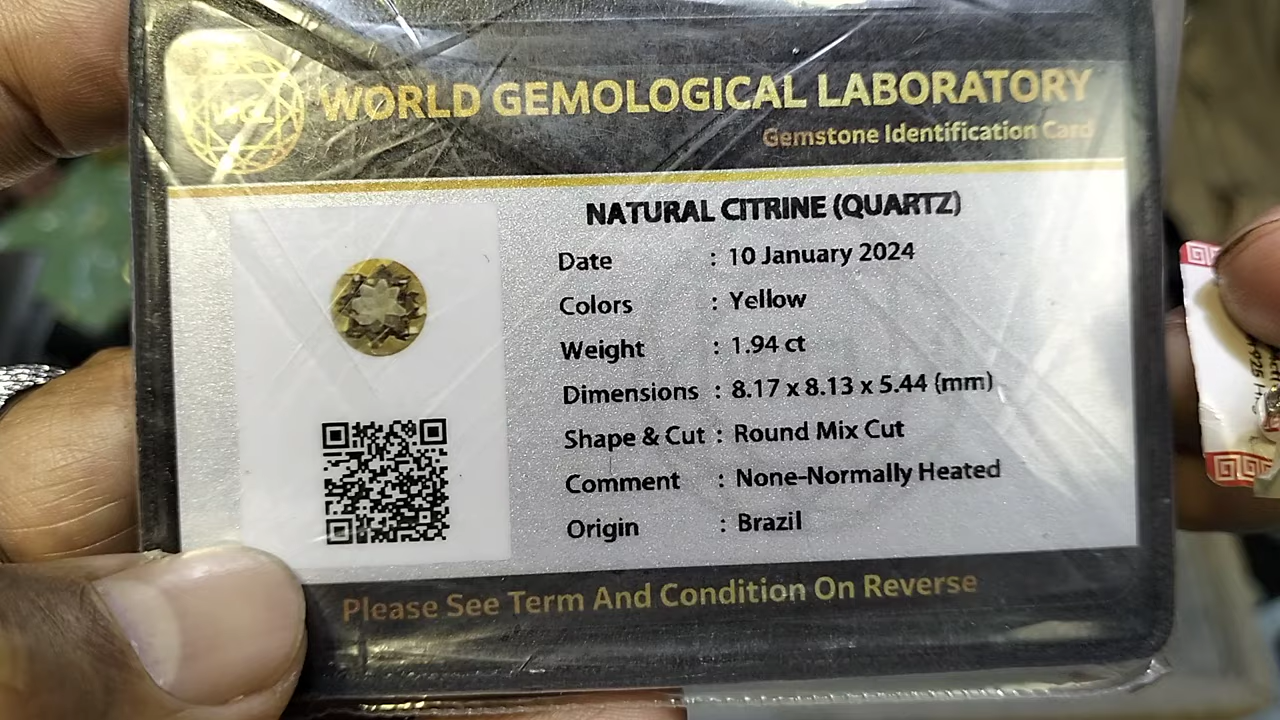 WGL
WORLD GEMOLOGICAL LABORATORY
Gemstone Identification Card
NATURAL CITRINE (QUARTZ)
Date : 10 January 2024
Colors : Yellow
Weight : 1.94 ct
Dimensions : 8.17 x 8.13 x 5.44 (mm)
Shape & Cut : Round Mix Cut
Comment : None-Normally Heated
Origin : Brazil
Please See Term And Condition On Reverse